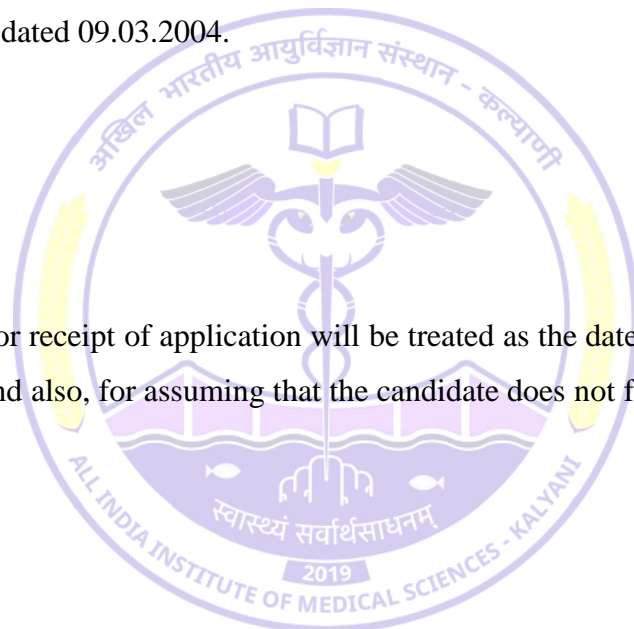 dated 09.03.2004.
अखिल भारतीय आयुर्विज्ञान संस्थान - कल्याणी
or receipt of application will be treated as the date
nd also, for assuming that the candidate does not f
स्वास्थ्यं सर्वार्थसाधनम्
2019
ALL INDIA INSTITUTE OF MEDICAL SCIENCES - KALYANI